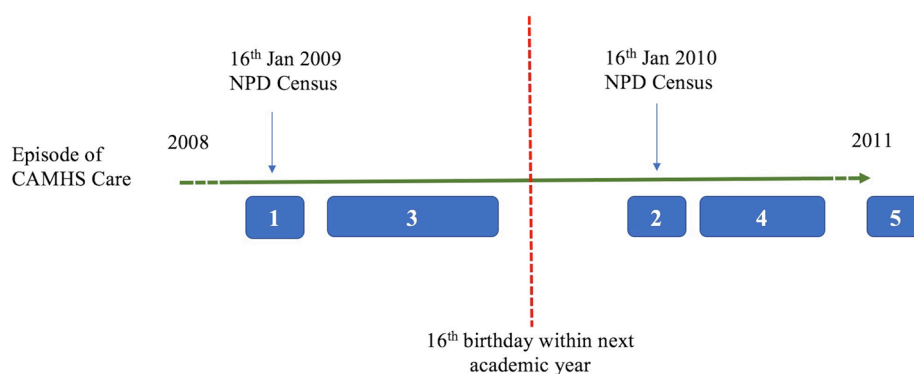 16th Jan 2009
NPD Census
16th Jan 2010
NPD Census
2008
2011
Episode of
CAMHS Care
1
3
2
4
5
16th birthday within next
academic year